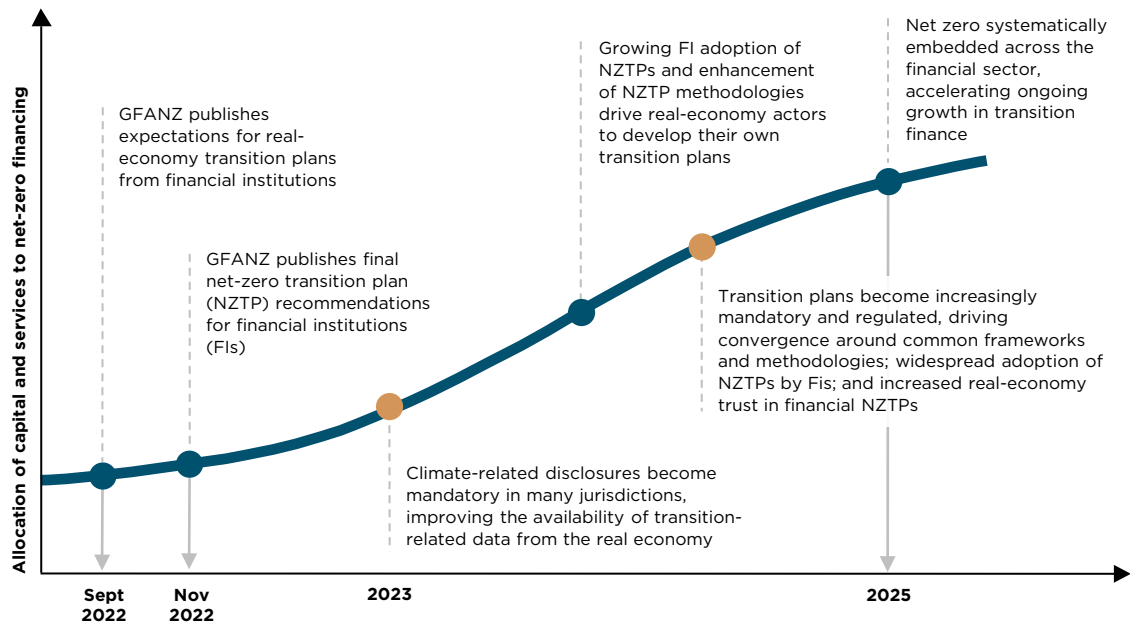 Allocation of capital and services to net-zero financing
GFANZ publishes
expectations for real-
economy transition plans
from financial institutions
GFANZ publishes final
net-zero transition plan
(NZTP) recommendations
for financial institutions
(FIs)
Climate-related disclosures become
mandatory in many jurisdictions,
improving the availability of transition-
related data from the real economy
Growing FI adoption of
NZTPs and enhancement
of NZTP methodologies
drive real-economy actors
to develop their own
transition plans
Transition plans become increasingly
mandatory and regulated, driving
convergence around common frameworks
and methodologies; widespread adoption of
NZTPs by Fis; and increased real-economy
trust in financial NZTPs
Net zero systematically
embedded across the
financial sector,
accelerating ongoing
growth in transition
finance
Sept
2022
Nov
2022
2023
2025